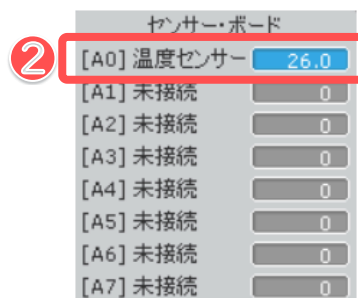 センサー・ボード
② [A0] 温度センサー 26.0
[A1] 未接続 0
[A2] 未接続 0
[A3] 未接続 0
[A4] 未接続 0
[A5] 未接続 0
[A6] 未接続 0
[A7] 未接続 0